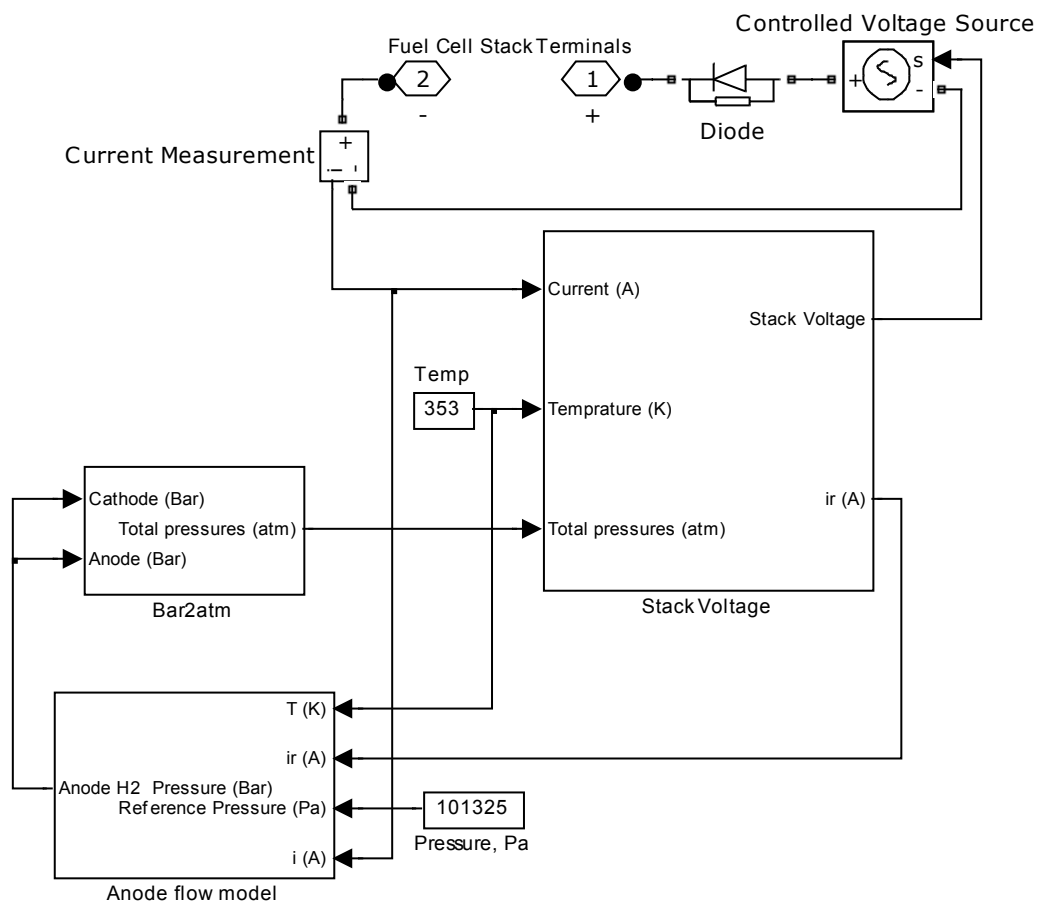 Controlled Voltage Source
Fuel Cell Stack Terminals
2
-
1
+
+
s
-
Diode
Current Measurement
+
i -
Current (A)
Stack Voltage
Temp
353
Temprature (K)
Cathode (Bar)
Total pressures (atm)
Anode (Bar)
Bar2atm
ir (A)
Total pressures (atm)
Stack Voltage
T (K)
ir (A)
Anode H2 Pressure (Bar)
Reference Pressure (Pa)
101325
Pressure, Pa
i (A)
Anode flow model